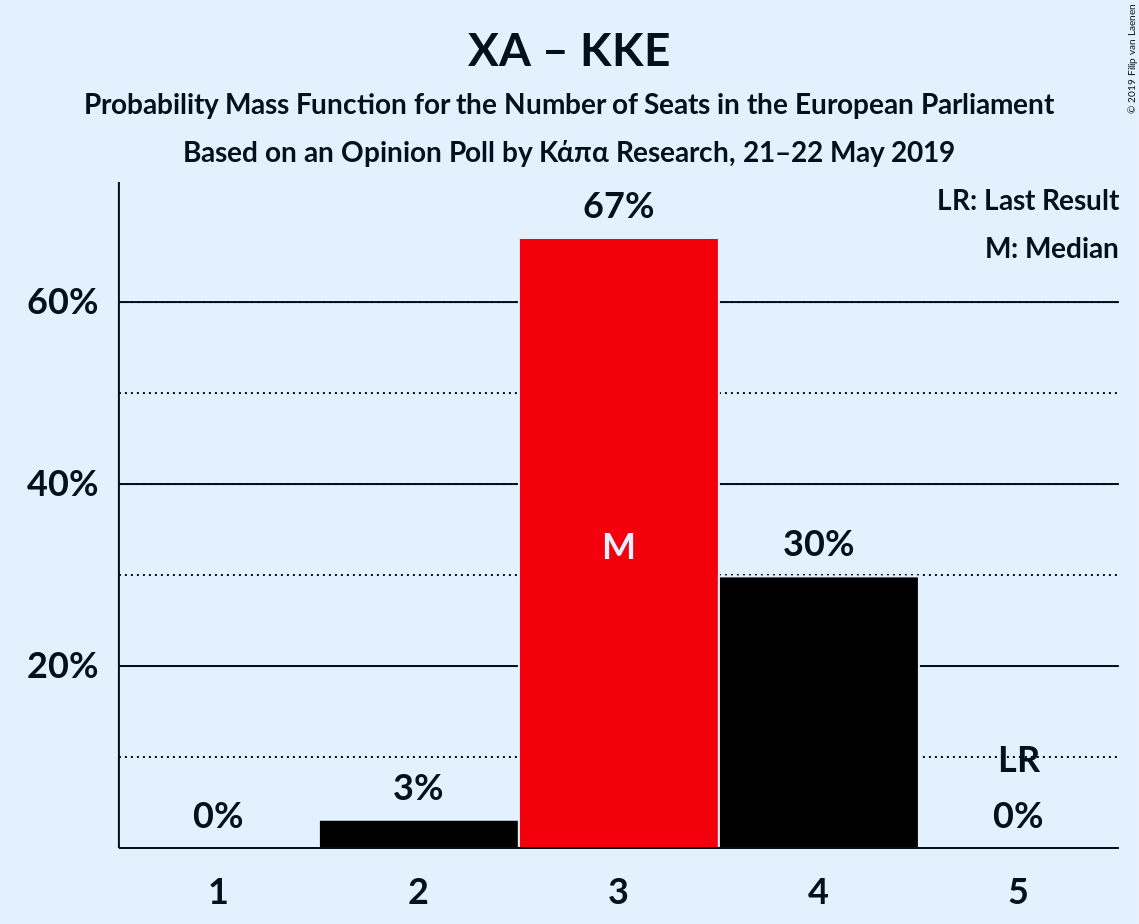 XA – KKE
Probability Mass Function for the Number of Seats in the European Parliament
Based on an Opinion Poll by Κάπα Research, 21–22 May 2019
© 2019 Filip van Laenen
LR: Last Result
M: Median
67%
60%
40%
20%
M
30%
3%
0%
LR
0%
1 2 3 4 5